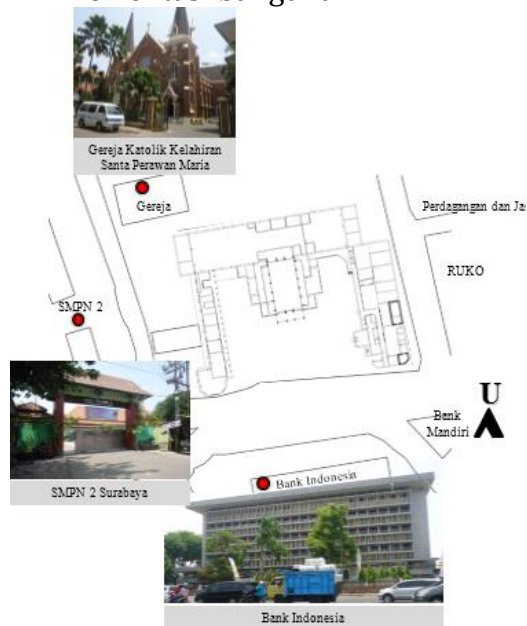 Gereja Katolik Kelahiran
Santa Perawan Maria
Gereja
Perdagangan dan Ja
RUKO
SMPN 2
U
Bank
Mandiri
Bank Indonesia
SMPN 2 Surabaya
Bank Indonesia